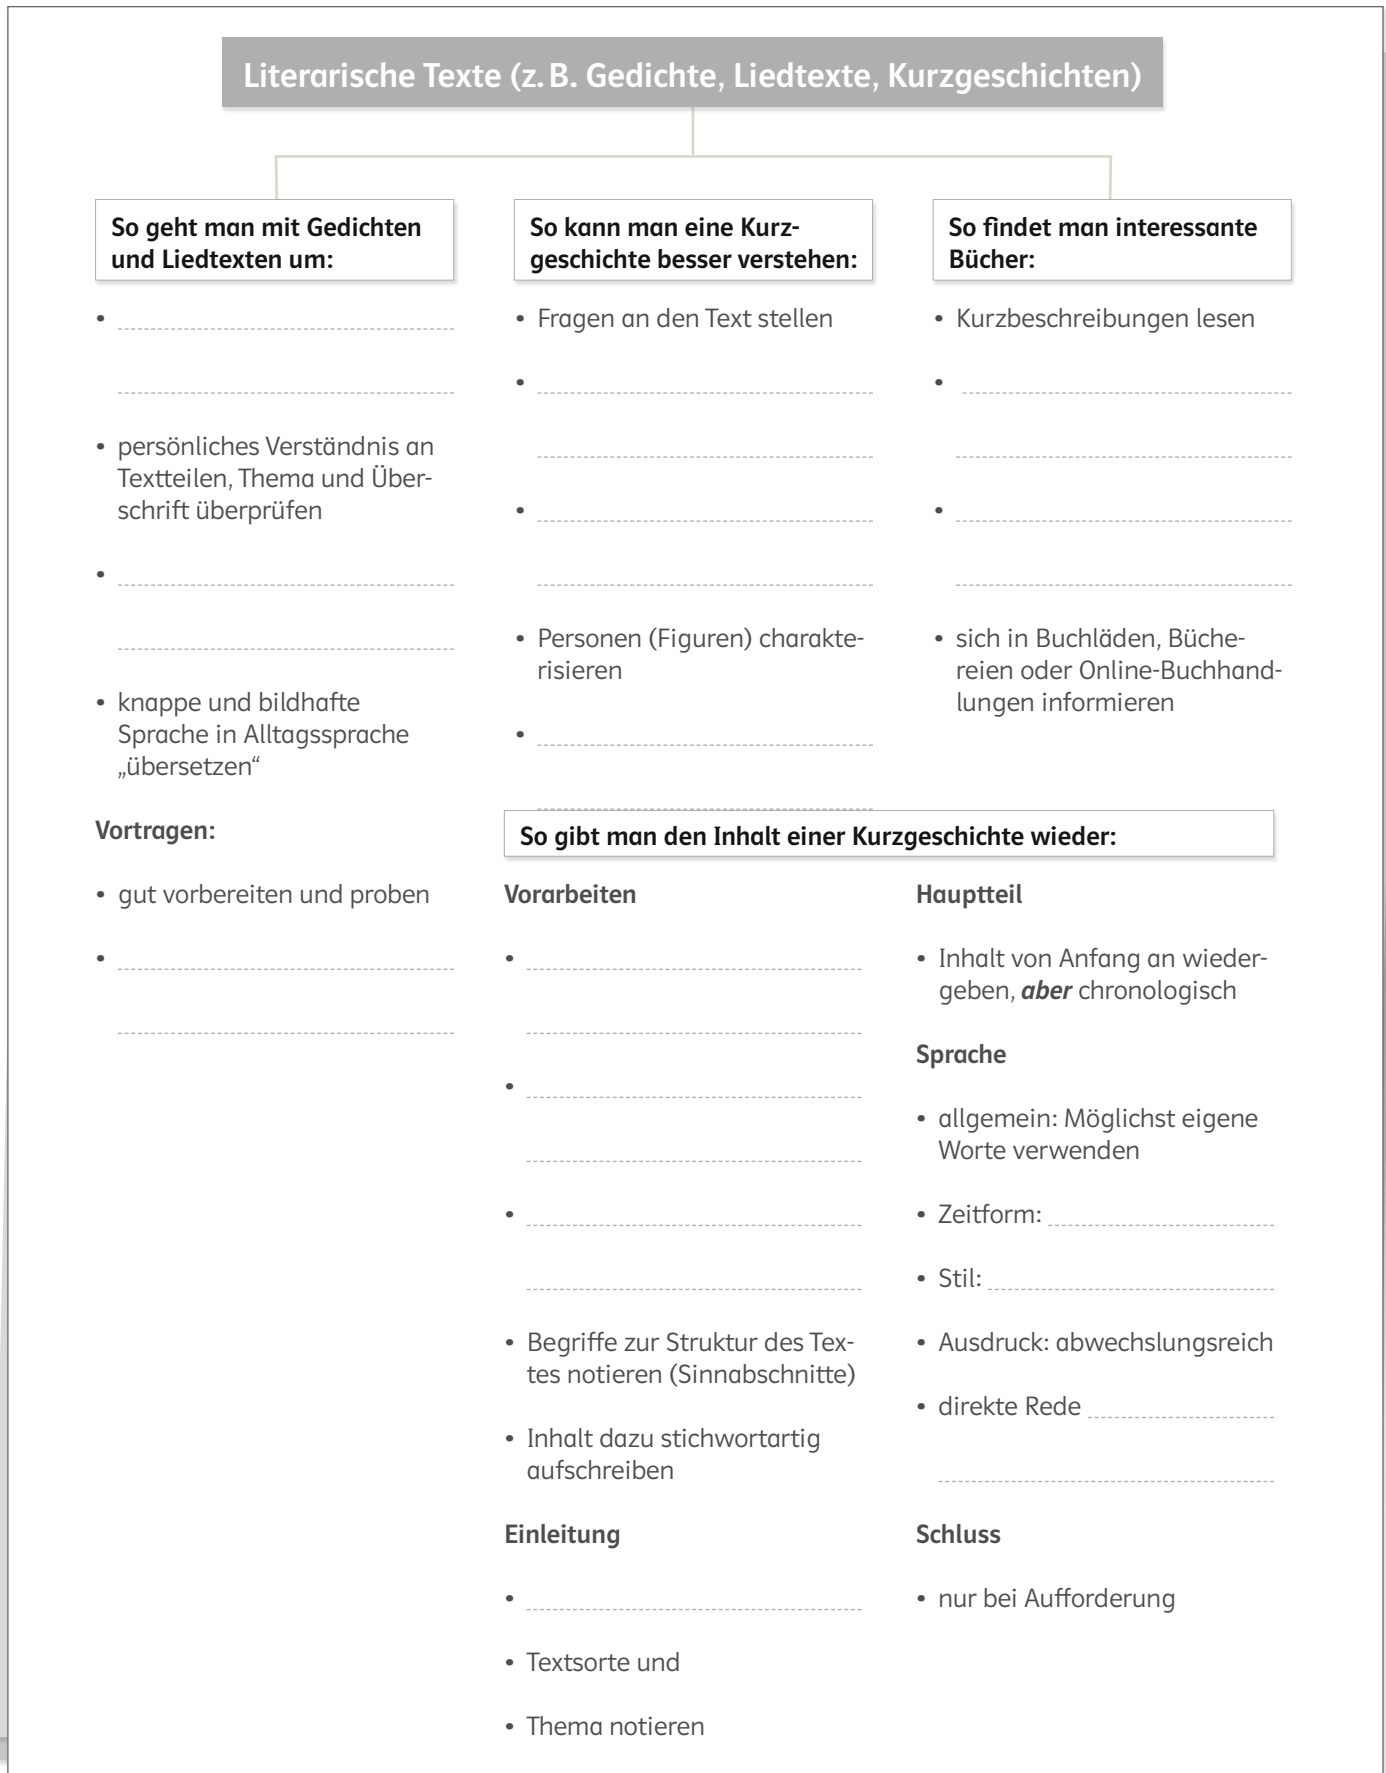 Literarische Texte (z. B. Gedichte, Liedtexte, Kurzgeschichten)
So geht man mit Gedichten
und Liedtexten um:
•
• persönliches Verständnis an
Textteilen, Thema und Über-
schrift überprüfen
•
• knappe und bildhafte
Sprache in Alltagssprache
„übersetzen“
Vortragen:
• gut vorbereiten und proben
•
So kann man eine Kurz-
geschichte besser verstehen:
• Fragen an den Text stellen
•
•
• Personen (Figuren) charakte-
risieren
•
So findet man interessante
Bücher:
• Kurzbeschreibungen lesen
•
•
• sich in Buchläden, Büche-
reien oder Online-Buchhand-
lungen informieren
So gibt man den Inhalt einer Kurzgeschichte wieder:
Vorarbeiten
•
•
•
• Begriffe zur Struktur des Tex-
tes notieren (Sinnabschnitte)
• Inhalt dazu stichwortartig
aufschreiben
Einleitung
•
• Textsorte und
• Thema notieren
Hauptteil
• Inhalt von Anfang an wieder-
geben, aber chronologisch
Sprache
• allgemein: Möglichst eigene
Worte verwenden
• Zeitform:
• Stil:
• Ausdruck: abwechslungsreich
• direkte Rede
Schluss
• nur bei Aufforderung